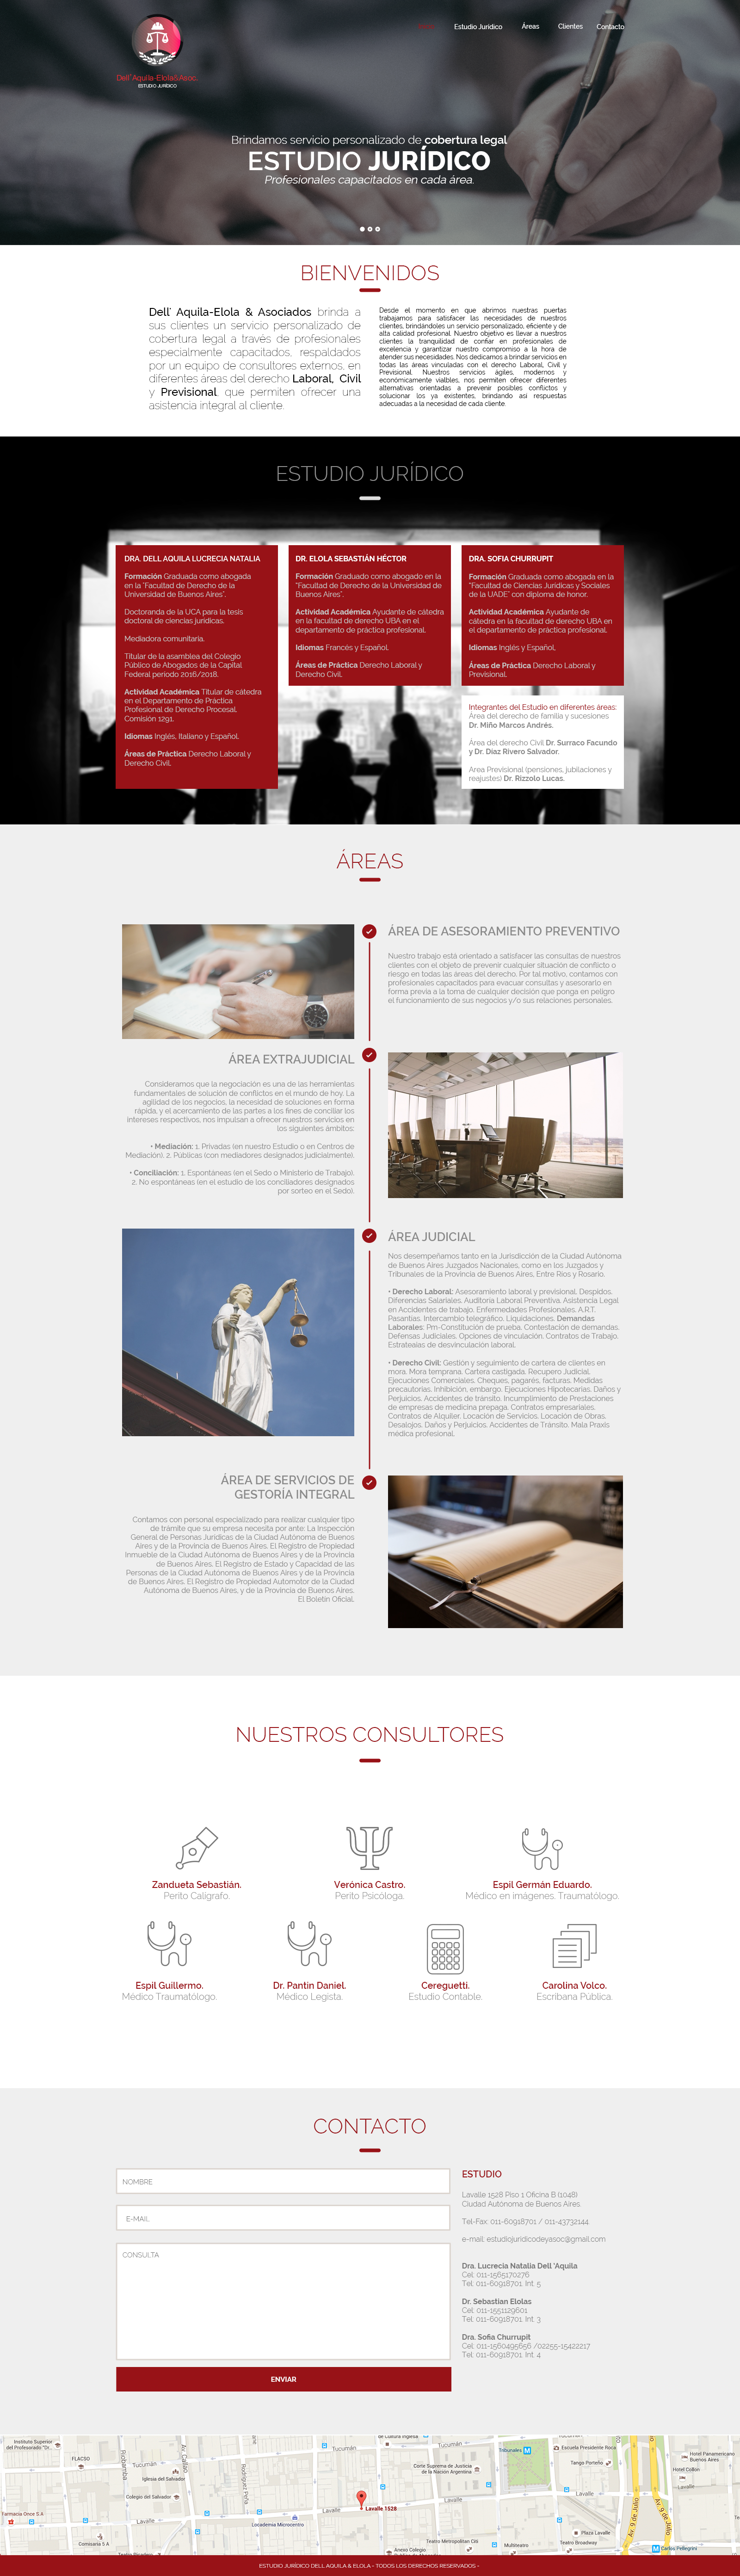 Estudio Jurídico
Áreas
Clientes
Contacto
Dell' Aquila-Elola&Asoc.
ESTUDIO JURÍDICO
Brindamos servicio personalizado de cobertura legal
ESTUDIO JURÍDICO
Profesionales capacitados en cada área.
BIENVENIDOS
Dell' Aquila-Elola & Asociados brinda a
sus clientes un servicio personalizado de
cobertura legal a través de profesionales
especialmente capacitados, respaldados
por un equipo de consultores externos, en
diferentes áreas del derecho Laboral, Civil
y Previsional, que permiten ofrecer una
asistencia integral al cliente.
Desde el momento en que abrimos nuestras puertas
trabajamos para satisfacer las necesidades de nuestros
clientes, brindándoles un servicio personalizado, eficiente y de
alta calidad profesional. Nuestro objetivo es llevar a nuestros
clientes la tranquilidad de confiar en profesionales de
excelencia y garantizar nuestro compromiso a la hora de
atender sus necesidades. Nos dedicamos a brindar servicios en
todas las áreas vinculadas con el derecho Laboral, Civil y
Previsional. Nuestros servicios ágiles, modernos y
económicamente vialbles, nos permiten ofrecer diferentes
alternativas orientadas a prevenir posibles conflictos y
solucionar los ya existentes, brindando así respuestas
adecuadas a la necesidad de cada cliente.
ESTUDIO JURÍDICO
DRA. DELL AQUILA LUCRECIA NATALIA
Formación Graduada como abogada
en la "Facultad de Derecho de la
Universidad de Buenos Aires".
Doctoranda de la UCA para la tesis
doctoral de ciencias jurídicas.
Mediadora comunitaria.
Titular de la asamblea del Colegio
Público de Abogados de la Capital
Federal período 2016/2018.
Actividad Académica Titular de cátedra
en el Departamento de Práctica
Profesional de Derecho Procesal.
Comisión 1291.
Idiomas Inglés, Italiano y Español.
Áreas de Práctica Derecho Laboral y
Derecho Civil.
DR. ELOLA SEBASTIÁN HÉCTOR
Formación Graduado como abogado en la
"Facultad de Derecho de la Universidad de
Buenos Aires".
Actividad Académica Ayudante de cátedra
en la facultad de derecho UBA en el
departamento de práctica profesional.
Idiomas Francés y Español.
Áreas de Práctica Derecho Laboral y
Derecho Civil.
DRA. SOFIA CHURRUPIT
Formación Graduada como abogada en la
"Facultad de Ciencias Jurídicas y Sociales
de la UADE" con diploma de honor.
Actividad Académica Ayudante de
cátedra en la facultad de derecho UBA en
el departamento de práctica profesional.
Idiomas Inglés y Español.
Áreas de Práctica Derecho Laboral y
Previsional.
Integrantes del Estudio en diferentes áreas:
Área del derecho de familia y sucesiones
Dr. Miño Marcos Andrés.
Área del derecho Civil Dr. Surraco Facundo
y Dr. Diaz Rivero Salvador.
Area Previsional (pensiones, jubilaciones y
reajustes) Dr. Rizzolo Lucas.
ÁREAS
ÁREA DE ASESORAMIENTO PREVENTIVO
Nuestro trabajo está orientado a satisfacer las consultas de nuestros
clientes con el objeto de prevenir cualquier situación de conflicto o
riesgo en todas las áreas del derecho. Por tal motivo, contamos con
profesionales capacitados para evacuar consultas y asesorarlo en
forma previa a la toma de cualquier decisión que ponga en peligro
el funcionamiento de sus negocios y/o sus relaciones personales.
ÁREA EXTRAJUDICIAL
Consideramos que la negociación es una de las herramientas
fundamentales de solución de conflictos en el mundo de hoy. La
agilidad de los negocios, la necesidad de soluciones en forma
rápida, y el acercamiento de las partes a los fines de conciliar los
intereses respectivos, nos impulsan a ofrecer nuestros servicios en
los siguientes ámbitos:
• Mediación: 1. Privadas (en nuestro Estudio o en Centros de
Mediación). 2. Públicas (con mediadores designados judicialmente).
• Conciliación: 1. Espontáneas (en el Sedo o Ministerio de Trabajo).
2. No espontáneas (en el estudio de los conciliadores designados
por sorteo en el Sedo).
ÁREA JUDICIAL
Nos desempeñamos tanto en la Jurisdicción de la Ciudad Autónoma
de Buenos Aires Juzgados Nacionales, como en los Juzgados y
Tribunales de la Provincia de Buenos Aires, Entre Ríos y Rosario.
• Derecho Laboral: Asesoramiento laboral y previsional. Despidos.
Diferencias Salariales. Auditoría Laboral Preventiva. Asistencia Legal
en Accidentes de trabajo. Enfermedades Profesionales. A.R.T.
Pasantías. Intercambio telegráfico. Liquidaciones. Demandas
Laborales: Pm-Constitución de prueba. Contestación de demandas.
Defensas Judiciales. Opciones de vinculación. Contratos de Trabajo.
Estrateaias de desvinculación laboral.
• Derecho Civil: Gestión y seguimiento de cartera de clientes en
mora. Mora temprana. Cartera castigada. Recupero Judicial.
Ejecuciones Comerciales. Cheques, pagarés, facturas. Medidas
precautorias. Inhibición, embargo. Ejecuciones Hipotecarias. Daños y
Perjuicios. Accidentes de tránsito. Incumplimiento de Prestaciones
de empresas de medicina prepaga. Contratos empresariales.
Contratos de Alquiler. Locación de Servicios. Locación de Obras.
Desalojos. Daños y Perjuicios. Accidentes de Tránsito. Mala Praxis
médica profesional.
ÁREA DE SERVICIOS DE
GESTORÍA INTEGRAL
Contamos con personal especializado para realizar cualquier tipo
de trámite que su empresa necesita por ante: La Inspección
General de Personas Jurídicas de la Ciudad Autónoma de Buenos
Aires y de la Provincia de Buenos Aires. El Registro de Propiedad
Inmueble de la Ciudad Autónoma de Buenos Aires y de la Provincia
de Buenos Aires. El Registro de Estado y Capacidad de las
Personas de la Ciudad Autónoma de Buenos Aires y de la Provincia
de Buenos Aires. El Registro de Propiedad Automotor de la Ciudad
Autónoma de Buenos Aires, y de la Provincia de Buenos Aires.
El Boletín Oficial.
NUESTROS CONSULTORES
Zandueta Sebastián.
Perito Calígrafo.
Verónica Castro.
Perito Psicóloga.
Espil Germán Eduardo.
Médico en imágenes. Traumatólogo.
Espil Guillermo.
Médico Traumatólogo.
Dr. Pantin Daniel.
Médico Legista.
Cereguetti.
Estudio Contable.
Carolina Volco.
Escribana Pública.
CONTACTO
NOMBRE
E-MAIL
CONSULTA
ENVIAR
ESTUDIO
Lavalle 1528 Piso 1 Oficina B (1048)
Ciudad Autónoma de Buenos Aires.
Tel-Fax: 011-60918701 / 011-43732144
e-mail: estudiojuridicodeyasoc@gmail.com
Dra. Lucrecia Natalia Dell 'Aquila
Cel: 011-1565170276
Tel: 011-60918701. Int. 5
Dr. Sebastian Elolas
Cel: 011-1551129601
Tel: 011-60918701. Int. 3
Dra. Sofia Churrupit
Cel: 011-1560495656 /02255-15422217
Tel: 011-60918701. Int. 4
Instituto Superior
del Profesorado "Dr...
FLACSO
Riobamba
Tucumán
Av. Callao
Iglesia del Salvador
Colegio del Salvador
Farmacia Once S.A
Lavalle
Comisaría 5 A
Rodríguez Peña
Locademia Microcentro
Tucumán
Lavalle
Lavalle 1528
de Cultura Inglesa
Corte Suprema de Justicia
de la Nación Argentina
Anexo Colegio
Tucumán
Tribunales
Escuela Presidente Roca
Tango Porteño
Lavalle
Lavalle
Teatro Metropolitan Citi
Multiteatro
Teatro Broadway
Plaza Lavalle
Av. 9 de Julio
Av. 9 de Julio
Hotel Panamericano
Buenos Aires
Hotel Colon
Lavalle
Carlos Pellegrini
ESTUDIO JURÍDICO DELL AQUILA & ELOLA • TODOS LOS DERECHOS RESERVADOS •